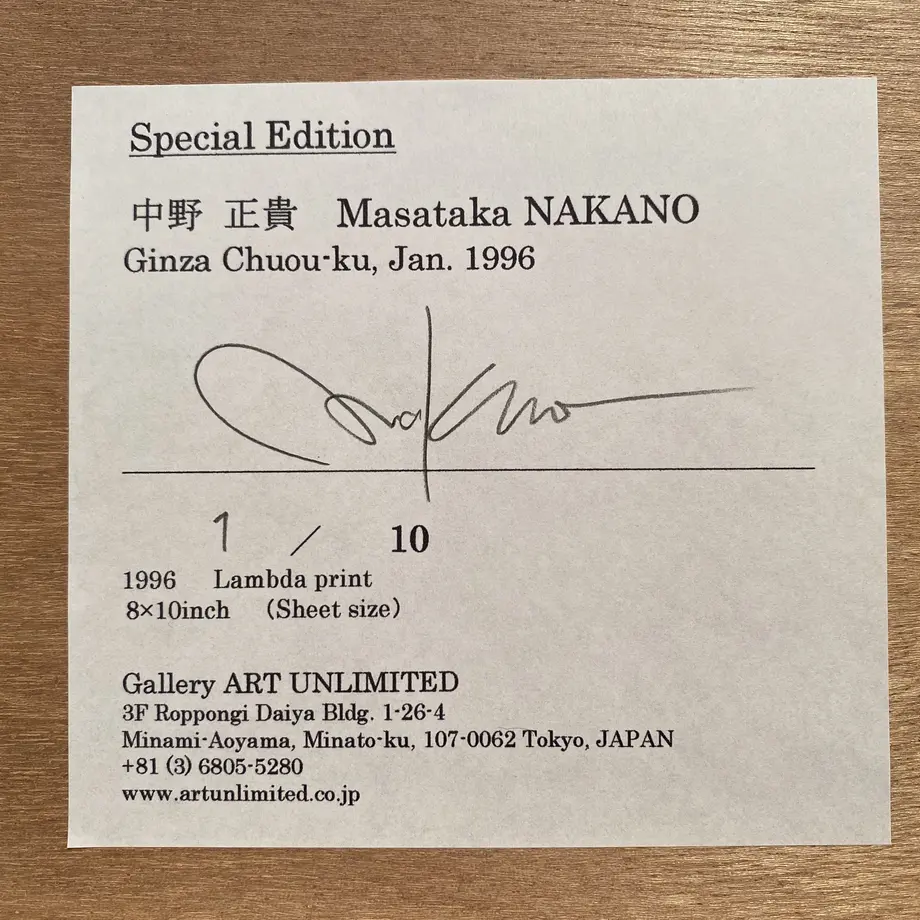 Special Edition
中野 正貴 Masataka NAKANO
Ginza Chuou-ku, Jan. 1996
Nakano
1 / 10
1996 Lambda print
8×10inch (Sheet size)
Gallery ART UNLIMITED
3F Roppongi Daiya Bldg. 1-26-4
Minami-Aoyama, Minato-ku, 107-0062 Tokyo, JAPAN
+81 (3) 6805-5280
www.artunlimited.co.jp